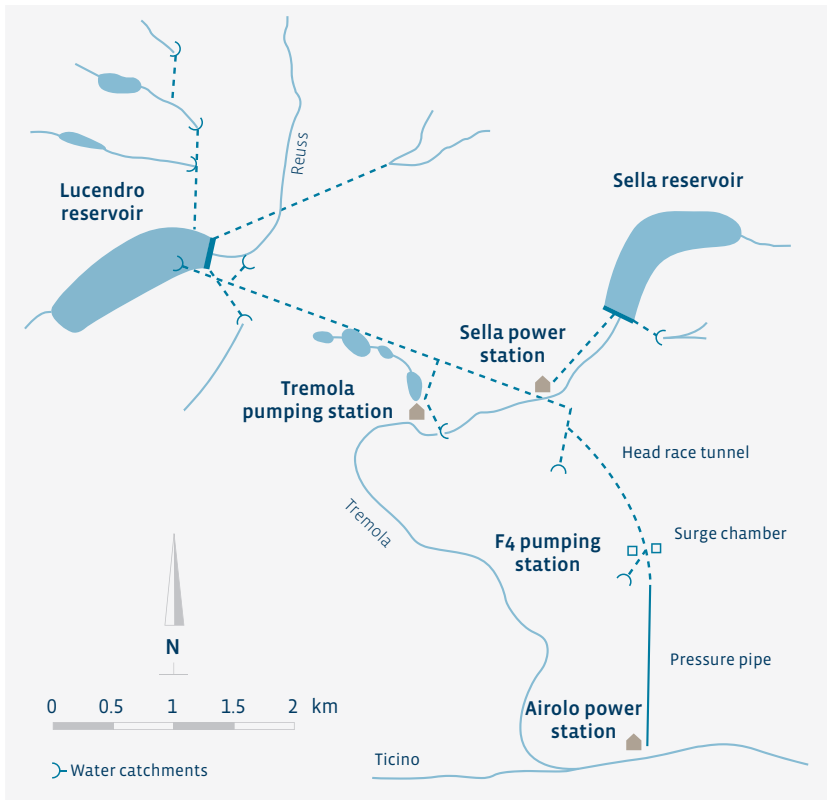 Reuss
Lucendro
reservoir
Sella reservoir
Sella power
station
Tremola
pumping station
Head race tunnel
Tremola
Surge chamber
F4 pumping
station
N
Pressure pipe
0 0.5 1 1.5 2 km
Airolo power
station
Ticino
Water catchments